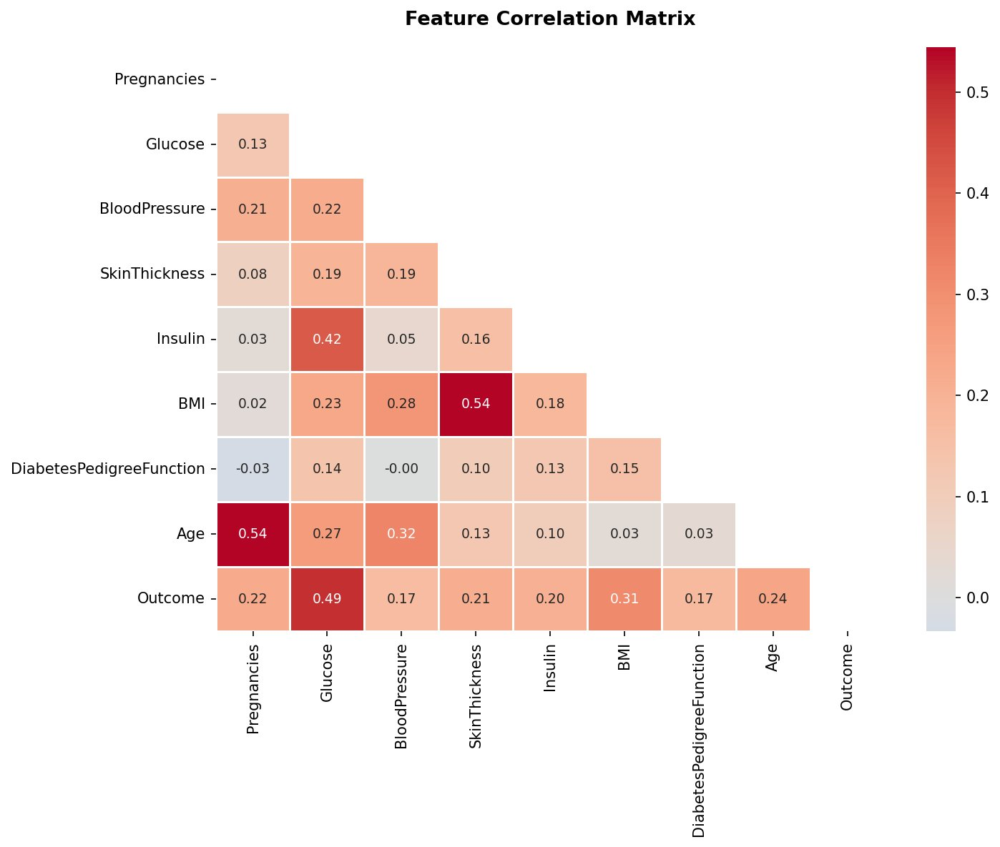 Feature Correlation Matrix
Pregnancies
Glucose 0.13
BloodPressure 0.21 0.22
SkinThickness 0.08 0.19 0.19
Insulin 0.03 0.42 0.05 0.16
BMI 0.02 0.23 0.28 0.54 0.18
DiabetesPedigreeFunction -0.03 0.14 -0.00 0.10 0.13 0.15
Age 0.54 0.27 0.32 0.13 0.10 0.03 0.03
Outcome 0.22 0.49 0.17 0.21 0.20 0.31 0.17 0.24
Pregnancies
Glucose
BloodPressure
SkinThickness
Insulin
BMI
DiabetesPedigreeFunction
Age
Outcome
0.5
0.4
0.3
0.2
0.1
0.0